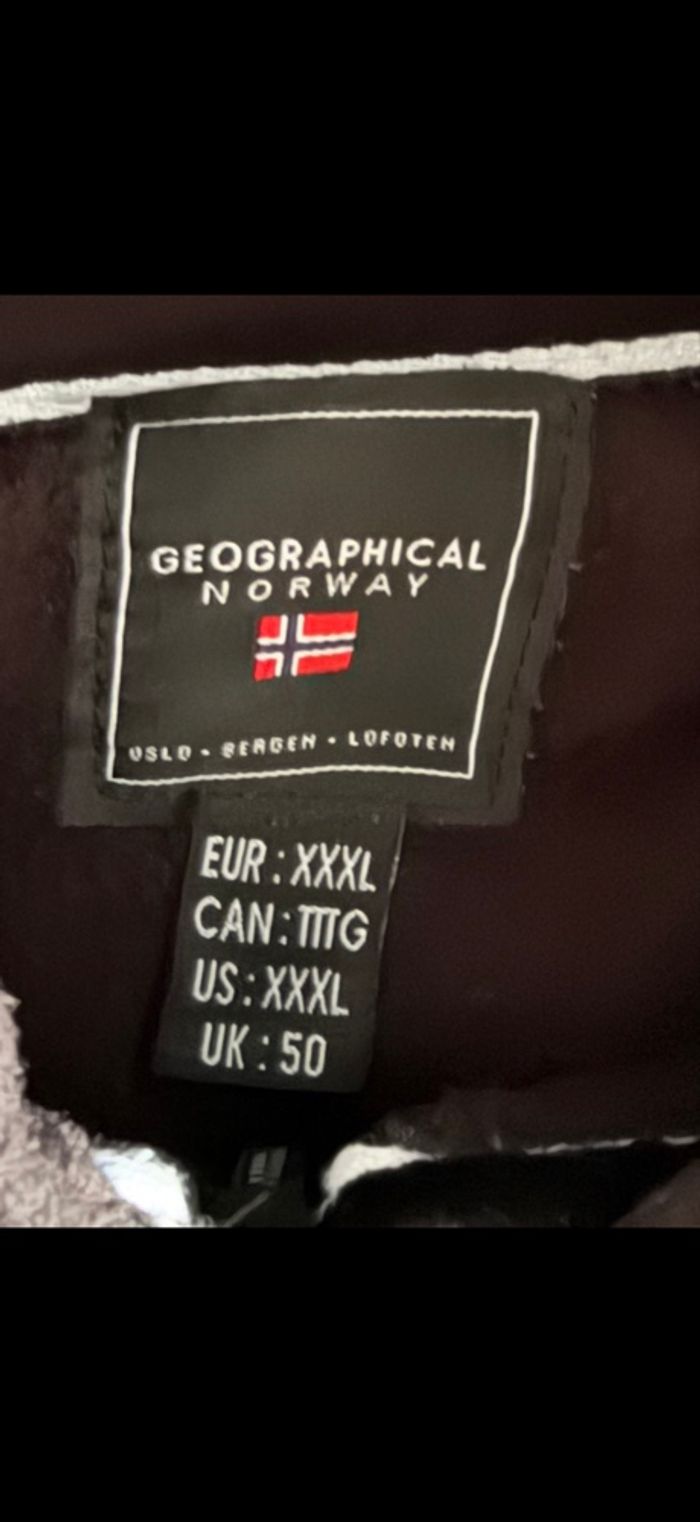 GEOGRAPHICAL
NORWAY
OSLO - BERGEN - LOFOTEN
EUR : XXXL
CAN : TTTG
US : XXXL
UK : 50